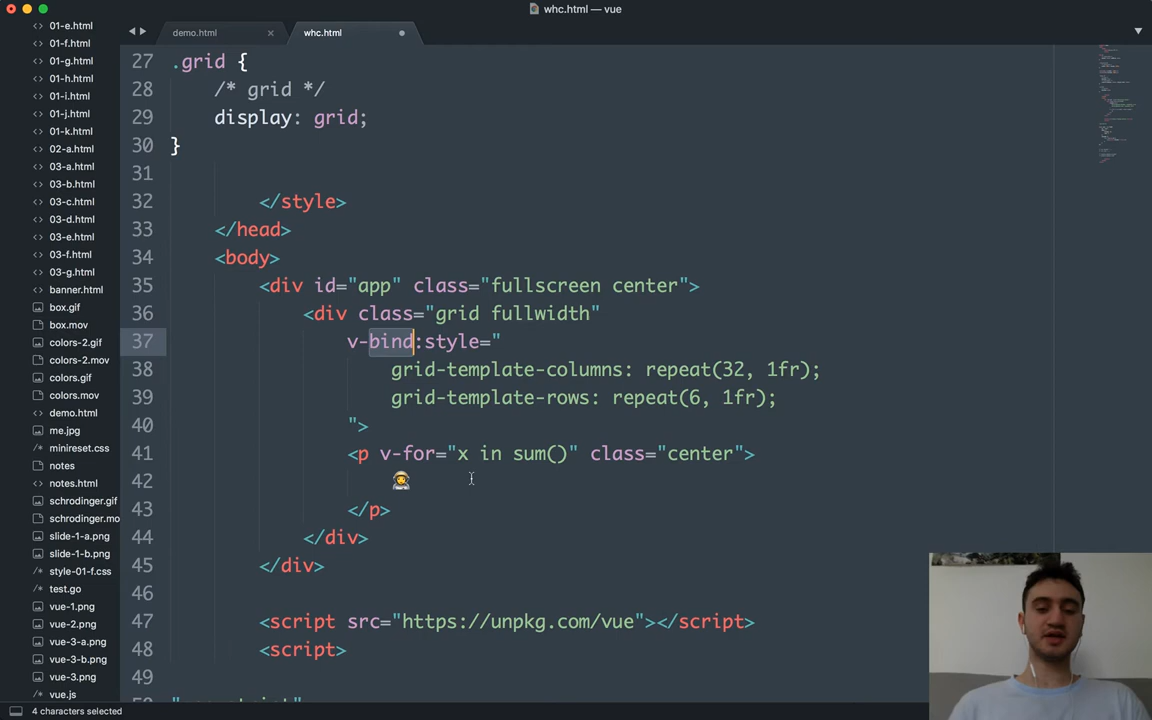 whc.html — vue
01-e.html
01-f.html
01-g.html
01-h.html
01-i.html
01-j.html
01-k.html
02-a.html
03-a.html
03-b.html
03-c.html
03-d.html
03-e.html
03-f.html
03-g.html
banner.html
box.gif
box.mov
colors-2.gif
colors-2.mov
colors.gif
colors.mov
demo.html
me.jpg
minireset.css
notes
notes.html
schrodinger.gif
schrodinger.mo
slide-1-a.png
slide-1-b.png
style-01-f.css
test.go
vue-1.png
vue-2.png
vue-3-a.png
vue-3-b.png
vue-3.png
vue.js
demo.html
whc.html
27 .grid {
28 /* grid */
29 display: grid;
30 }
31
32 </style>
33 </head>
34 <body>
35 <div id="app" class="fullscreen center">
36 <div class="grid fullwidth"
37 v-bind:style="
38 grid-template-columns: repeat(32, 1fr);
39 grid-template-rows: repeat(6, 1fr);
40 ">
41 <p v-for="x in sum()" class="center">
42 👩‍🚀
43 </p>
44 </div>
45 </div>
46
47 <script src="https://unpkg.com/vue"></script>
48 <script>
49
4 characters selected